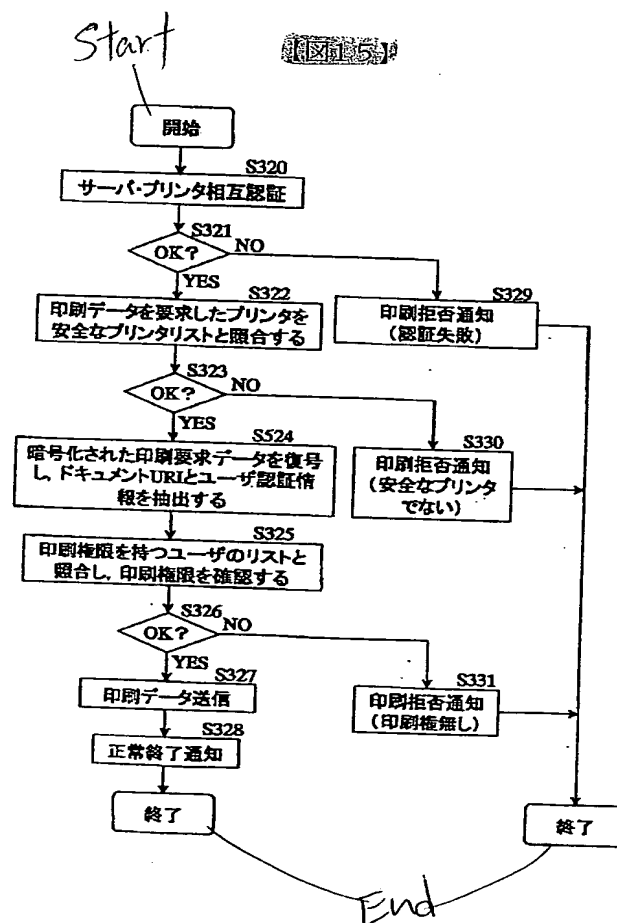 Start
【図15】
開始
S320
サーバ・プリンタ相互認証
S321
OK?
NO
YES
S322
印刷データを要求したプリンタを
安全なプリンタリストと照合する
S329
印刷拒否通知
(認証失敗)
S323
OK?
NO
YES
S524
暗号化された印刷要求データを復号
し,ドキュメントURIとユーザ認証情
報を抽出する
S330
印刷拒否通知
(安全なプリンタ
でない)
S325
印刷権限を持つユーザのリストと
照合し,印刷権限を確認する
S326
OK?
NO
YES
S327
印刷データ送信
S331
印刷拒否通知
(印刷権無し)
S328
正常終了通知
終了
終了
End